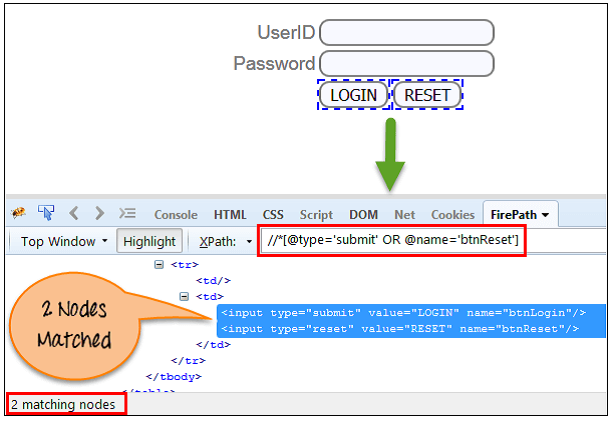 UserID
Password
LOGIN RESET
Console HTML CSS Script DOM Net Cookies FirePath
Top Window Highlight XPath: //*[@type='submit' OR @name='btnReset']
<tr>
<td/>
<td>
<input type="submit" value="LOGIN" name="btnLogin"/>
<input type="reset" value="RESET" name="btnReset"/>
</td>
</tr>
</tbody>
</table>
2 Nodes
Matched
2 matching nodes